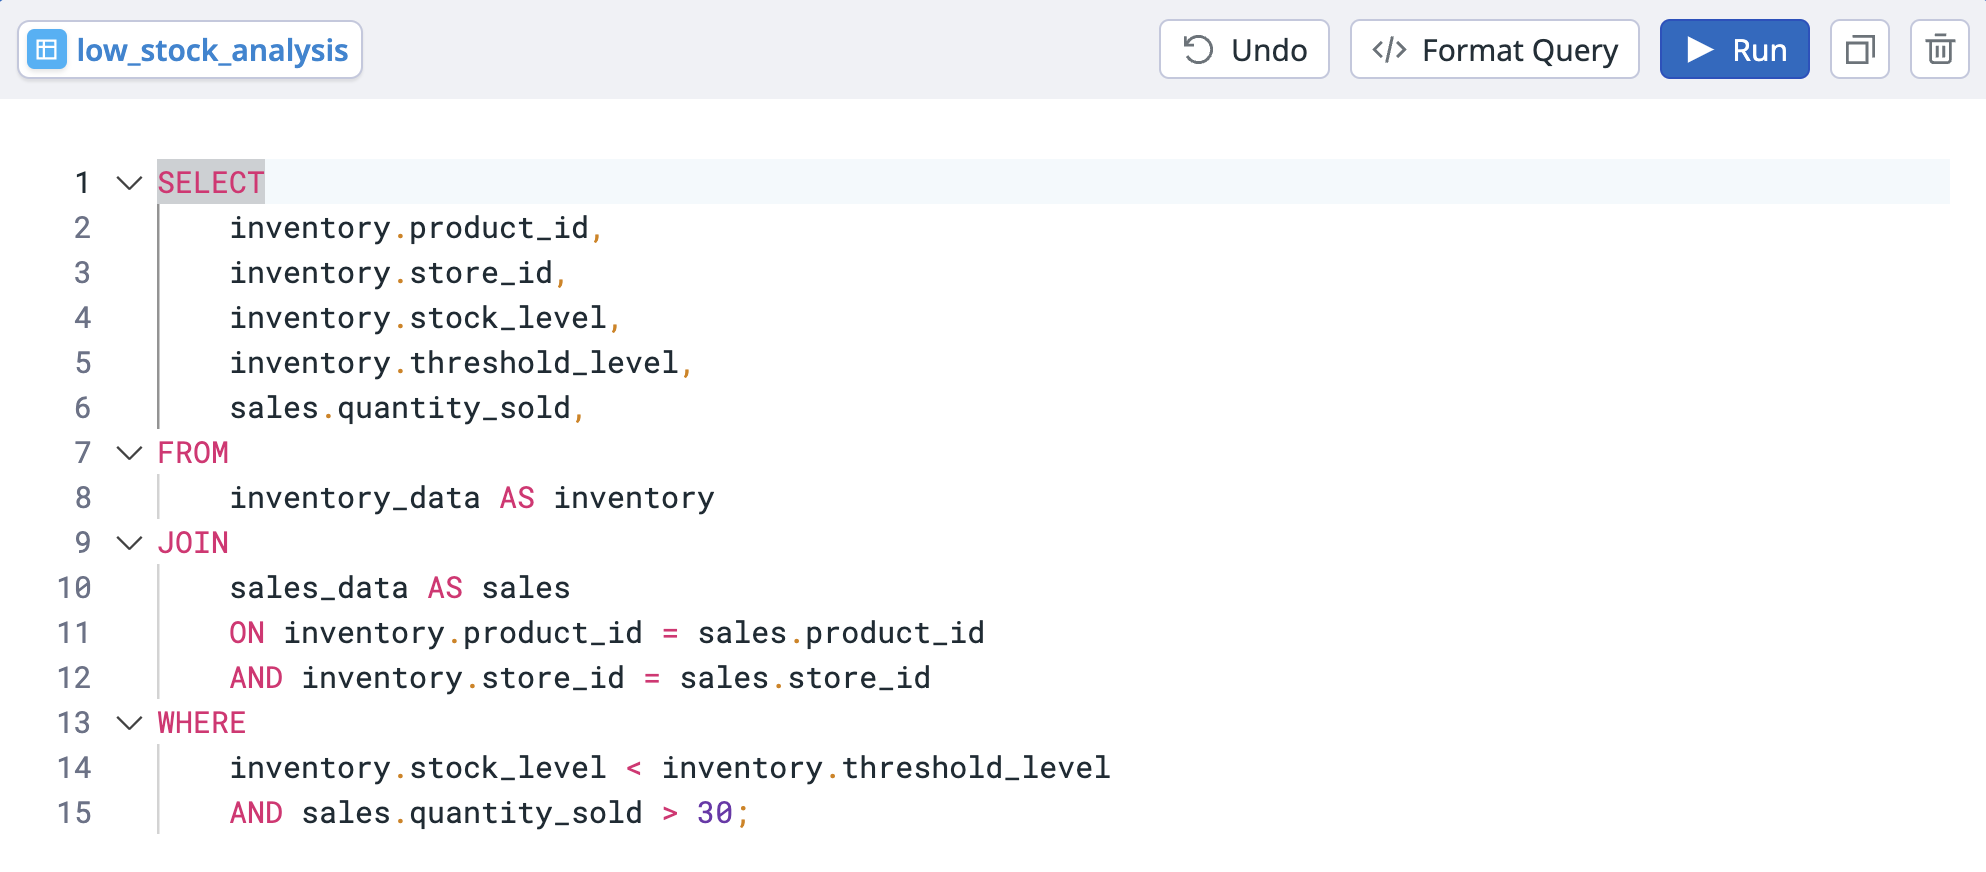 low_stock_analysis Undo </> Format Query Run
1 SELECT
2     inventory.product_id,
3     inventory.store_id,
4     inventory.stock_level,
5     inventory.threshold_level,
6     sales.quantity_sold,
7 FROM
8     inventory_data AS inventory
9 JOIN
10     sales_data AS sales
11     ON inventory.product_id = sales.product_id
12     AND inventory.store_id = sales.store_id
13 WHERE
14     inventory.stock_level < inventory.threshold_level
15     AND sales.quantity_sold > 30;